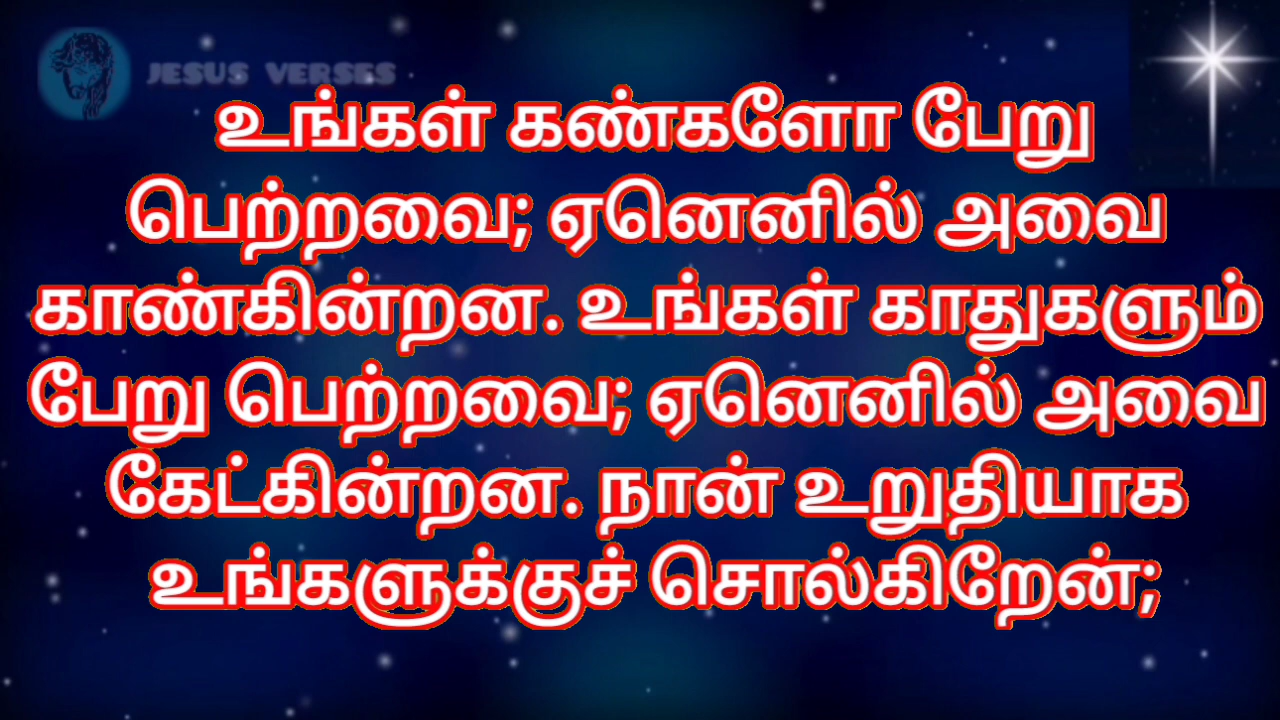 JESUS VERSES
உங்கள் கண்களோ பேறு
பெற்றவை; ஏனெனில் அவை
காண்கின்றன. உங்கள் காதுகளும்
பேறு பெற்றவை; ஏனெனில் அவை
கேட்கின்றன. நான் உறுதியாக
உங்களுக்குச் சொல்கிறேன்;